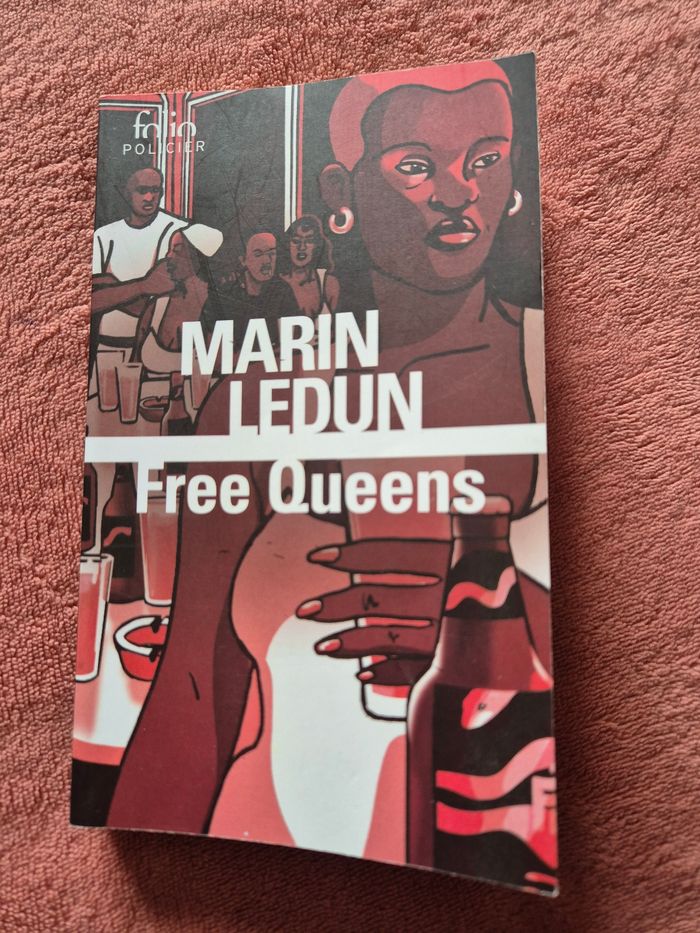 folio
POLICIER
MARIN
LEDUN
Free Queens